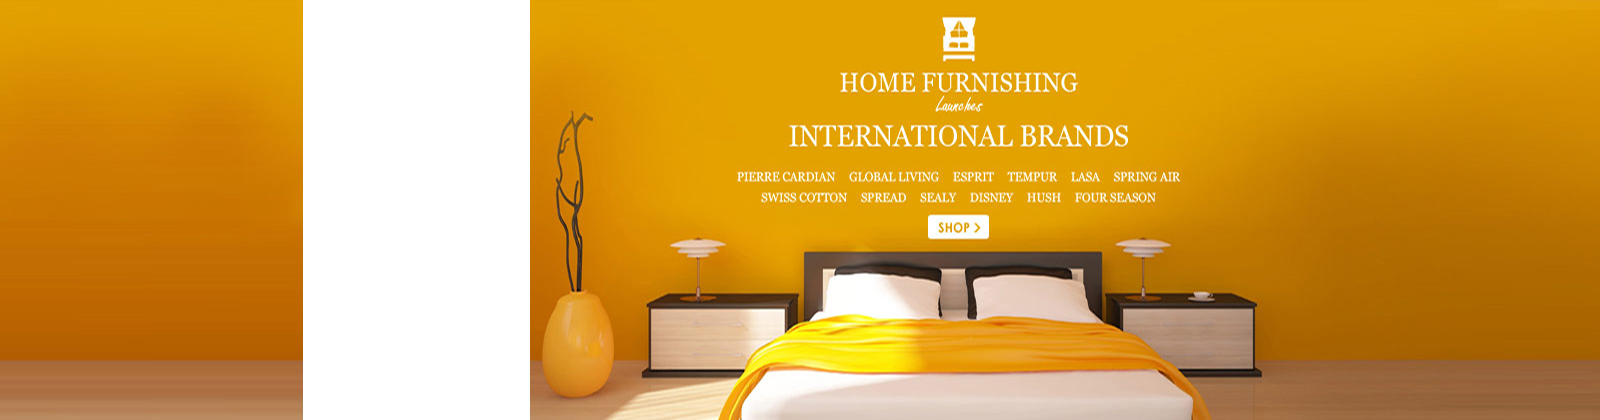 HOME FURNISHING
Launches
INTERNATIONAL BRANDS
PIERRE CARDIAN GLOBAL LIVING ESPRIT TEMPUR LASA SPRING AIR
SWISS COTTON SPREAD SEALY DISNEY HUSH FOUR SEASON
SHOP >